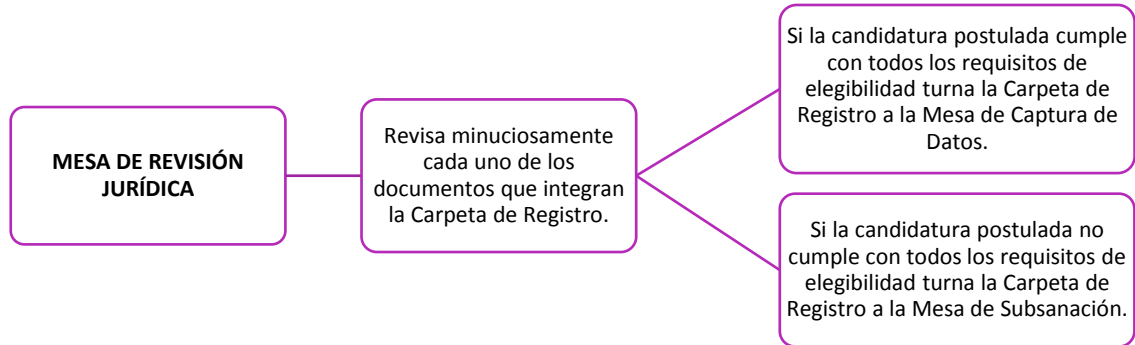 MESA DE REVISIÓN
JURÍDICA
Revisa minuciosamente
cada uno de los
documentos que integran
la Carpeta de Registro.
Si la candidatura postulada cumple
con todos los requisitos de
elegibilidad turna la Carpeta de
Registro a la Mesa de Captura de
Datos.
Si la candidatura postulada no
cumple con todos los requisitos de
elegibilidad turna la Carpeta de
Registro a la Mesa de Subsanación.